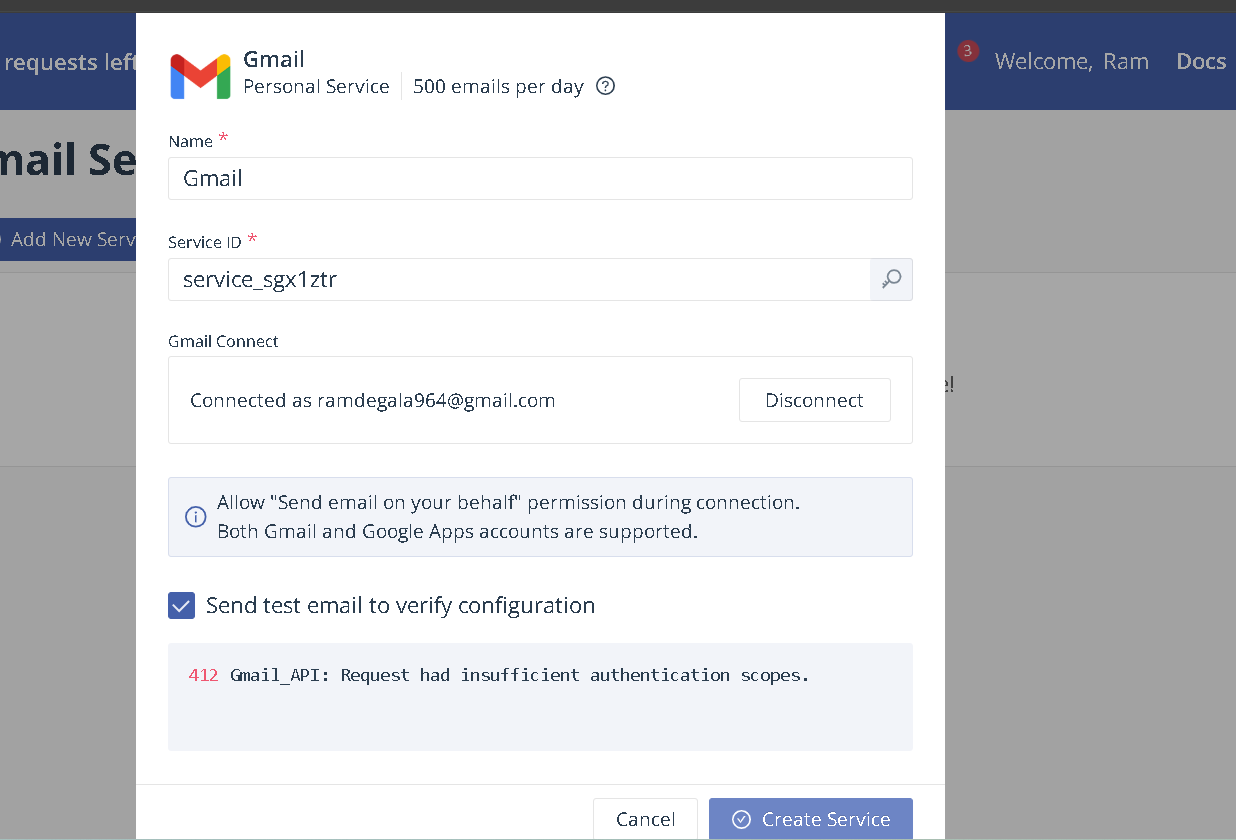 requests left
3
Welcome, Ram
Docs
Gmail
Personal Service
500 emails per day
Name *
Gmail
Service ID *
service_sgx1ztr
Add New Serv
Gmail Connect
Connected as ramdegala964@gmail.com
Disconnect
Allow "Send email on your behalf" permission during connection.
Both Gmail and Google Apps accounts are supported.
Send test email to verify configuration
412 Gmail_API: Request had insufficient authentication scopes.
Cancel
Create Service